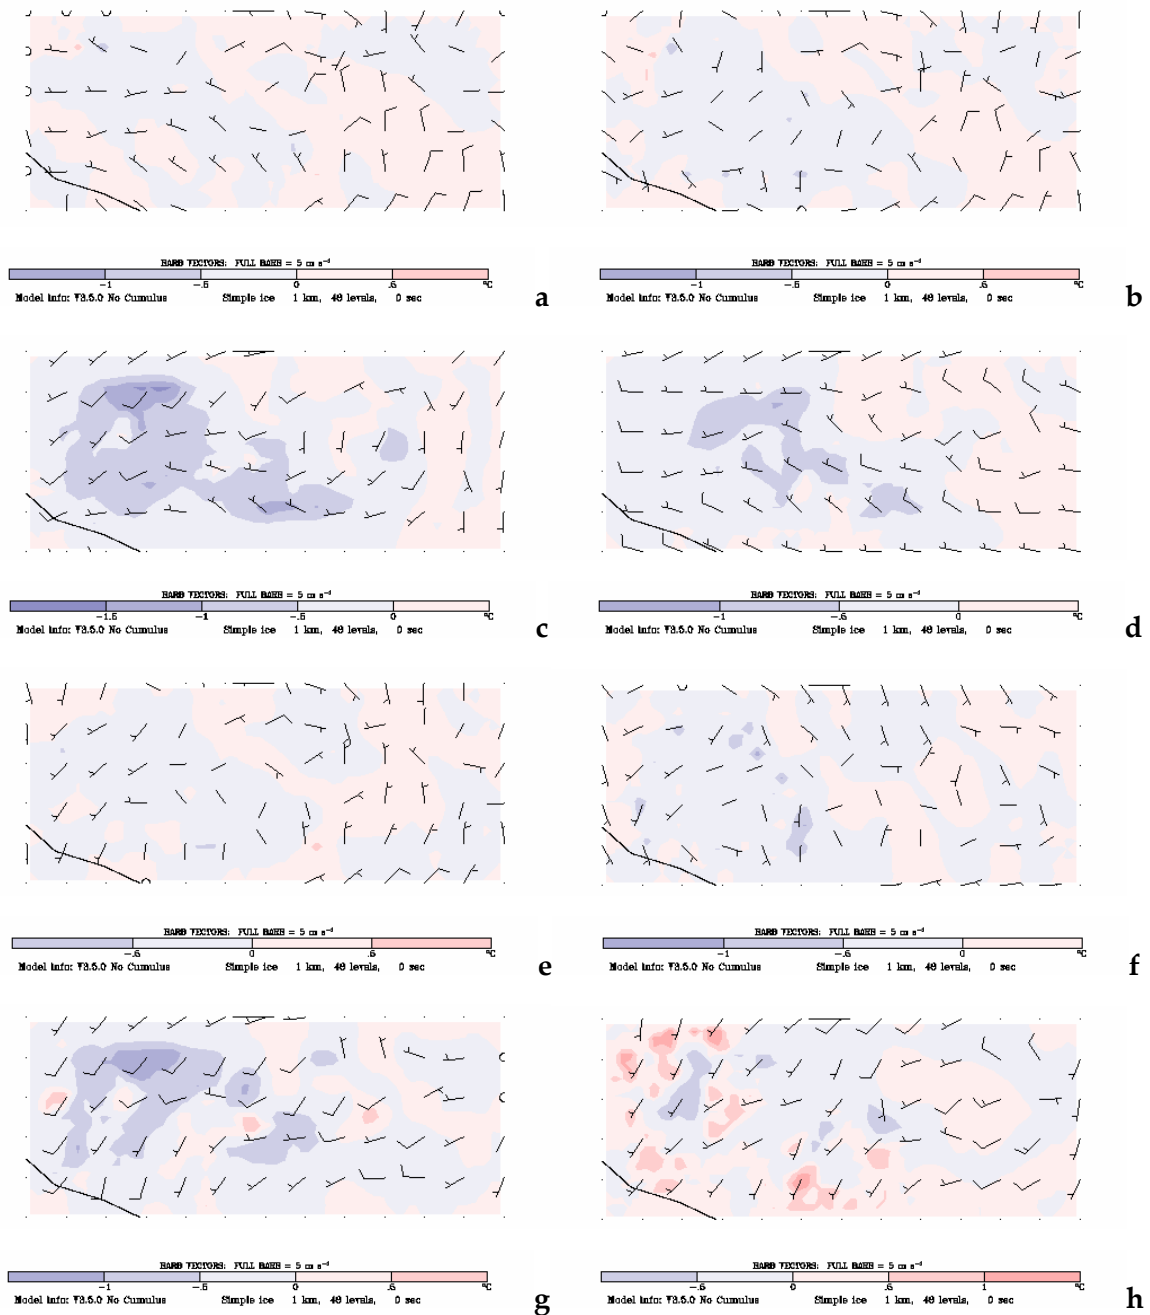 BARB VECTORS: FULL BARB = 5 m s⁻¹
-1 -.5 0 .5 °C
Model info: V3.5.0 No Cumulus Simple ice 1 km, 49 levels, 0 sec
a
BARB VECTORS: FULL BARB = 5 m s⁻¹
-1 -.5 0 .5 °C
Model info: V3.5.0 No Cumulus Simple ice 1 km, 49 levels, 0 sec
b
BARB VECTORS: FULL BARB = 5 m s⁻¹
-1.5 -1 -.5 0 °C
Model info: V3.5.0 No Cumulus Simple ice 1 km, 49 levels, 0 sec
c
BARB VECTORS: FULL BARB = 5 m s⁻¹
-1 -.5 0 °C
Model info: V3.5.0 No Cumulus Simple ice 1 km, 49 levels, 0 sec
d
BARB VECTORS: FULL BARB = 5 m s⁻¹
-.5 0 .5 °C
Model info: V3.5.0 No Cumulus Simple ice 1 km, 49 levels, 0 sec
e
BARB VECTORS: FULL BARB = 5 m s⁻¹
-1 -.5 0 °C
Model info: V3.5.0 No Cumulus Simple ice 1 km, 49 levels, 0 sec
f
BARB VECTORS: FULL BARB = 5 m s⁻¹
-1 -.5 0 .5 °C
Model info: V3.5.0 No Cumulus Simple ice 1 km, 49 levels, 0 sec
g
BARB VECTORS: FULL BARB = 5 m s⁻¹
-.5 0 .5 1 °C
Model info: V3.5.0 No Cumulus Simple ice 1 km, 49 levels, 0 sec
h